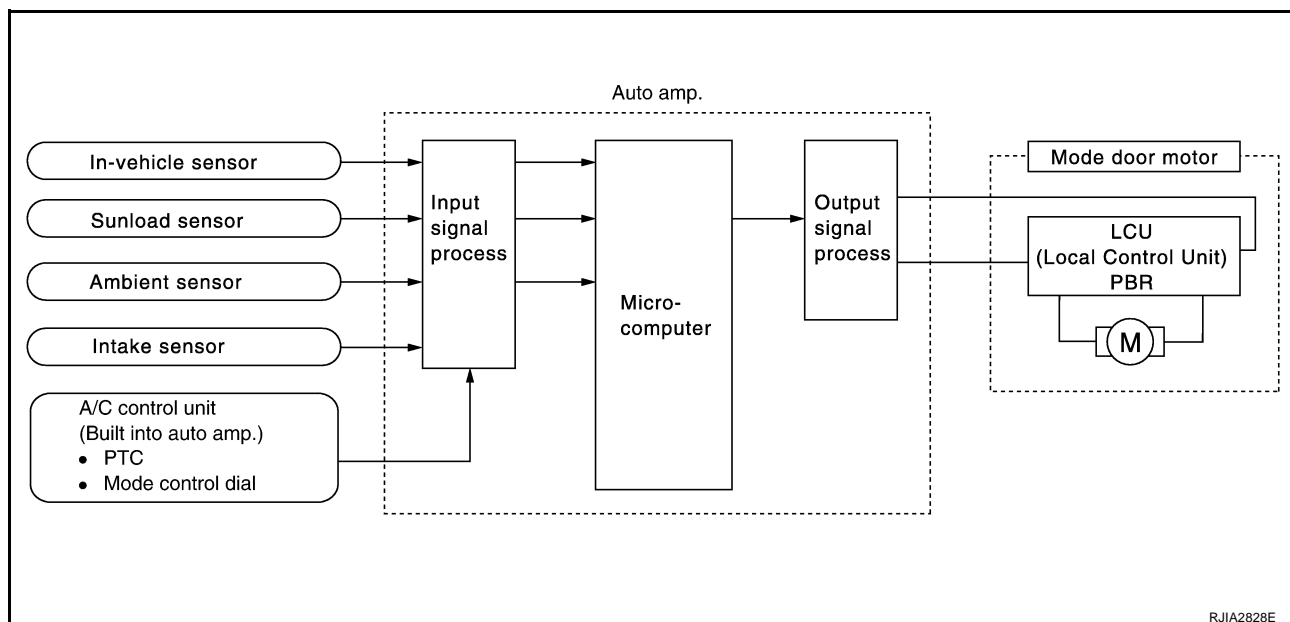 Auto amp.
In-vehicle sensor
Sunload sensor
Ambient sensor
Intake sensor
A/C control unit
(Built into auto amp.)
• PTC
• Mode control dial
Input
signal
process
Micro-
computer
Output
signal
process
Mode door motor
LCU
(Local Control Unit)
PBR
M
RJIA2828E